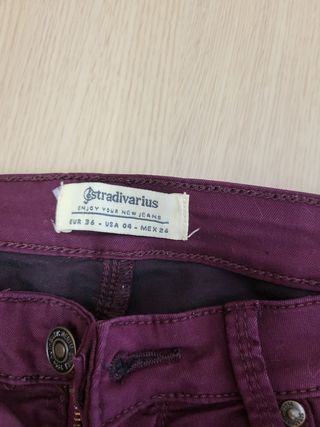 stradivarius
ENJOY YOUR NEW JEANS
EUR 36 - USA 04 - MEX 26